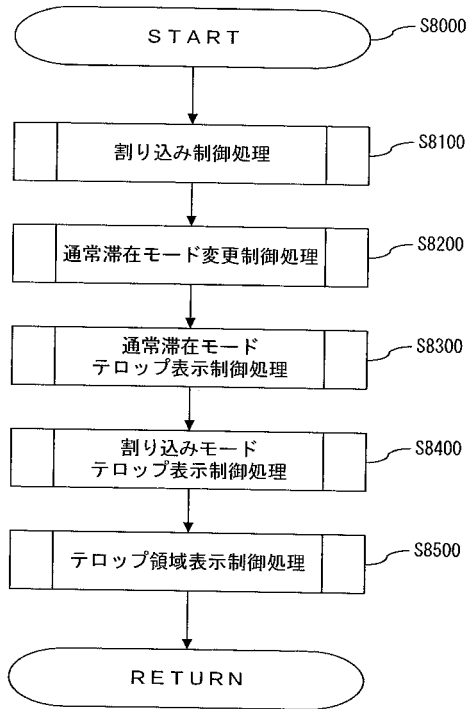 START
S8000
割り込み制御処理
S8100
通常滞在モード変更制御処理
S8200
通常滞在モード
テロップ表示制御処理
S8300
割り込みモード
テロップ表示制御処理
S8400
テロップ領域表示制御処理
S8500
RETURN